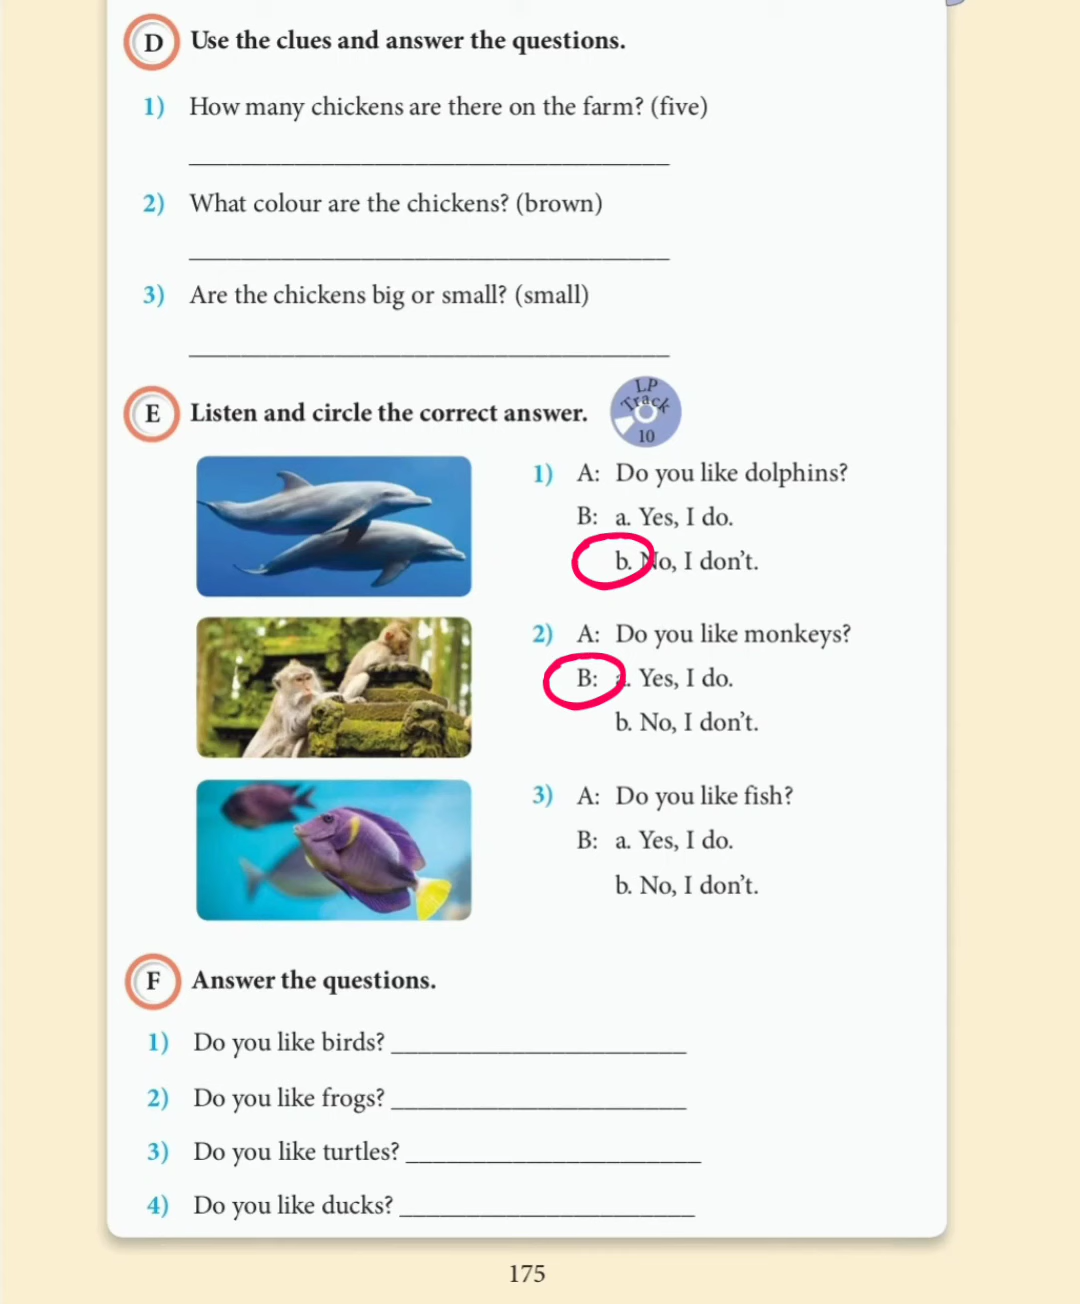 D Use the clues and answer the questions.
1) How many chickens are there on the farm? (five)
2) What colour are the chickens? (brown)
3) Are the chickens big or small? (small)
E Listen and circle the correct answer.
LP
Track
10
1) A: Do you like dolphins?
B: a. Yes, I do.
b. No, I don't.
2) A: Do you like monkeys?
B: a. Yes, I do.
b. No, I don't.
3) A: Do you like fish?
B: a. Yes, I do.
b. No, I don't.
F Answer the questions.
1) Do you like birds?
2) Do you like frogs?
3) Do you like turtles?
4) Do you like ducks?
175